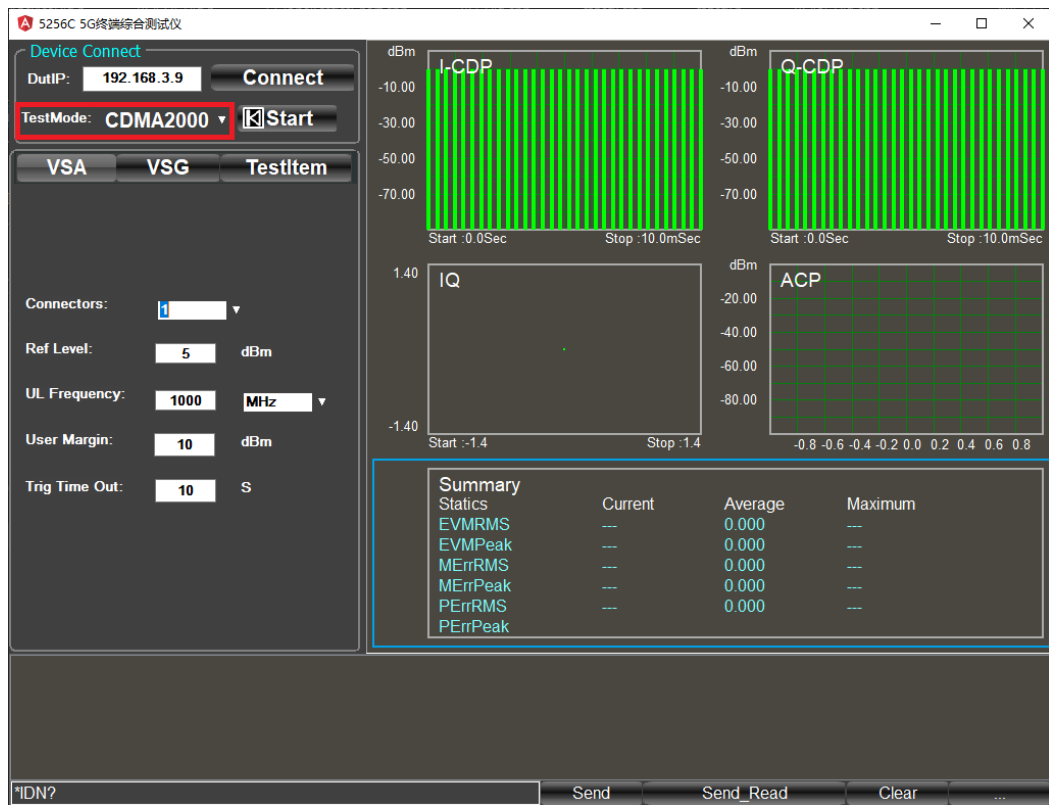 5256C 5G终端综合测试仪
Device Connect
DutIP: 192.168.3.9 Connect
TestMode: CDMA2000 Start
VSA VSG TestItem
Connectors: 1
Ref Level: 5 dBm
UL Frequency: 1000 MHz
User Margin: 10 dBm
Trig Time Out: 10 S
dBm
I-CDP
-10.00
-30.00
-50.00
-70.00
Start :0.0Sec Stop :10.0mSec
dBm
Q-CDP
-10.00
-30.00
-50.00
-70.00
Start :0.0Sec Stop :10.0mSec
1.40
IQ
-1.40
Start :-1.4 Stop :1.4
dBm
ACP
-20.00
-40.00
-60.00
-80.00
-0.8 -0.6 -0.4 -0.2 0.0 0.2 0.4 0.6 0.8
Summary
Statics Current Average Maximum
EVMRMS --- 0.000 ---
EVMPeak --- 0.000 ---
MErrRMS --- 0.000 ---
MErrPeak --- 0.000 ---
PErrRMS --- 0.000 ---
PErrPeak
*IDN? Send Send_Read Clear ...